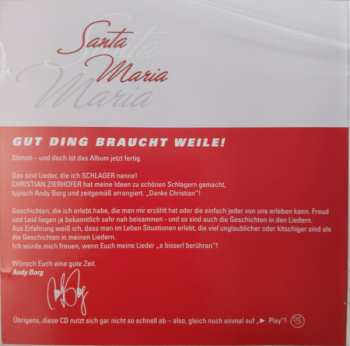 Santa
Maria
GUT DING BRAUCHT WEILE!
Stimmt – und doch ist das Album jetzt fertig.
Das sind Lieder, die ich SCHLAGER nenne!
CHRISTIAN ZIERHOFER hat meine Ideen zu schönen Schlagern gemacht,
typisch Andy Borg und zeitgemäß arrangiert. „Danke Christian“!
Geschichten, die ich erlebt habe, die man mir erzählt hat oder die einfach jeder von uns erleben kann. Freud
und Leid liegen ja bekanntlich sehr nah beisammen - und so sind auch die Geschichten in den Liedern.
Aus Erfahrung weiß ich, dass man im Leben Situationen erlebt, die viel unglaublicher oder kitschiger sind als
die Geschichten in meinen Liedern.
Ich würde mich freuen, wenn Euch meine Lieder „a bisserl berühren“!
Wünsch Euch eine gute Zeit.
Andy Borg
Übrigens, diese CD nutzt sich gar nicht so schnell ab – also, gleich noch einmal auf „► Play“!